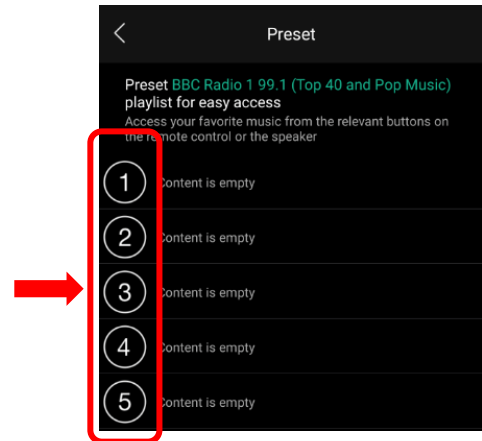 Preset
Preset BBC Radio 1 99.1 (Top 40 and Pop Music)
playlist for easy access
Access your favorite music from the relevant buttons on
the remote control or the speaker
1 Content is empty
2 Content is empty
3 Content is empty
4 Content is empty
5 Content is empty